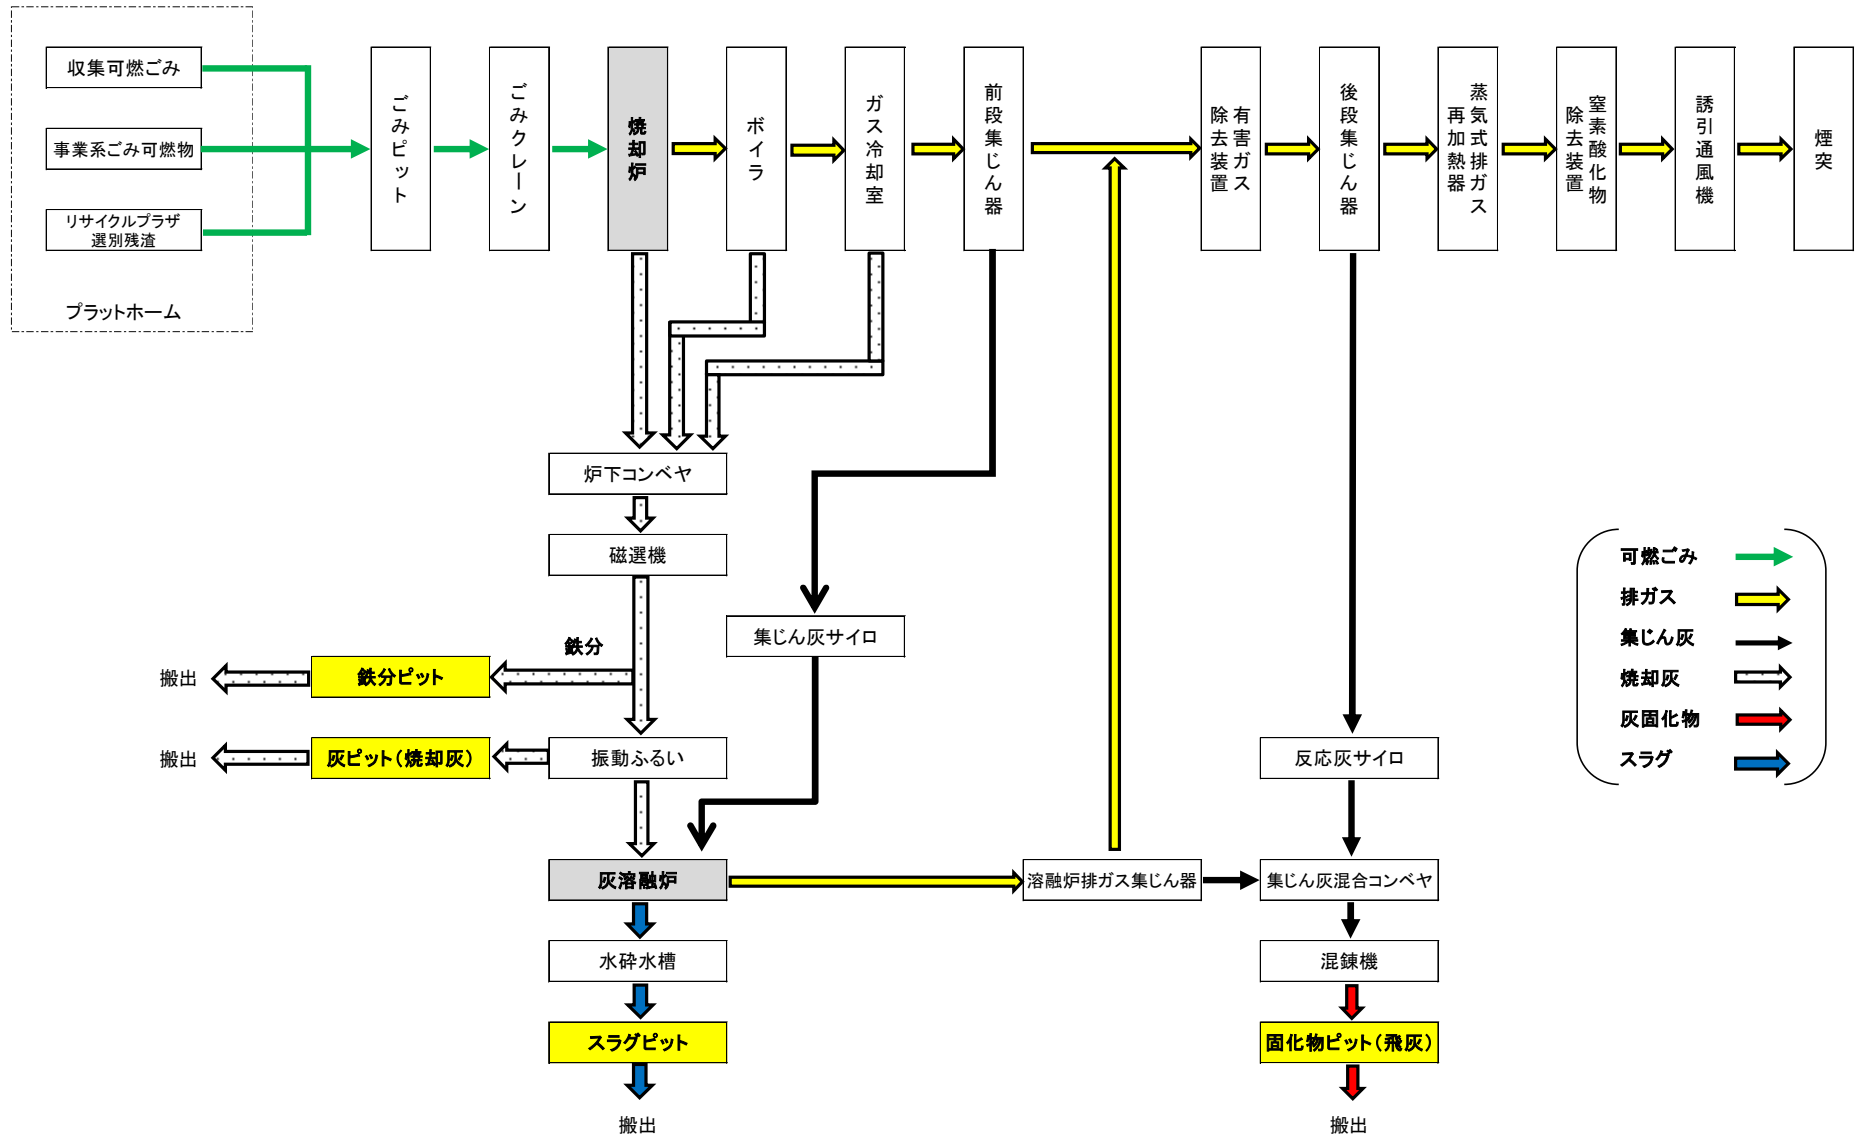 収集可燃ごみ
事業系ごみ可燃物
リサイクルプラザ
選別残渣
プラットホーム
ごみピット
ごみクレーン
焼却炉
ボイラ
ガス冷却室
前段集じん器
有害ガス
除去装置
後段集じん器
蒸気式排ガス
再加熱器
窒素酸化物
除去装置
誘引通風機
煙突
炉下コンベヤ
磁選機
集じん灰サイロ
鉄分
搬出
鉄分ピット
搬出
灰ピット(焼却灰)
振動ふるい
反応灰サイロ
灰溶融炉
溶融炉排ガス集じん器
集じん灰混合コンベヤ
水砕水槽
混錬機
スラグピット
固化物ピット(飛灰)
搬出
搬出
可燃ごみ
排ガス
集じん灰
焼却灰
灰固化物
スラグ